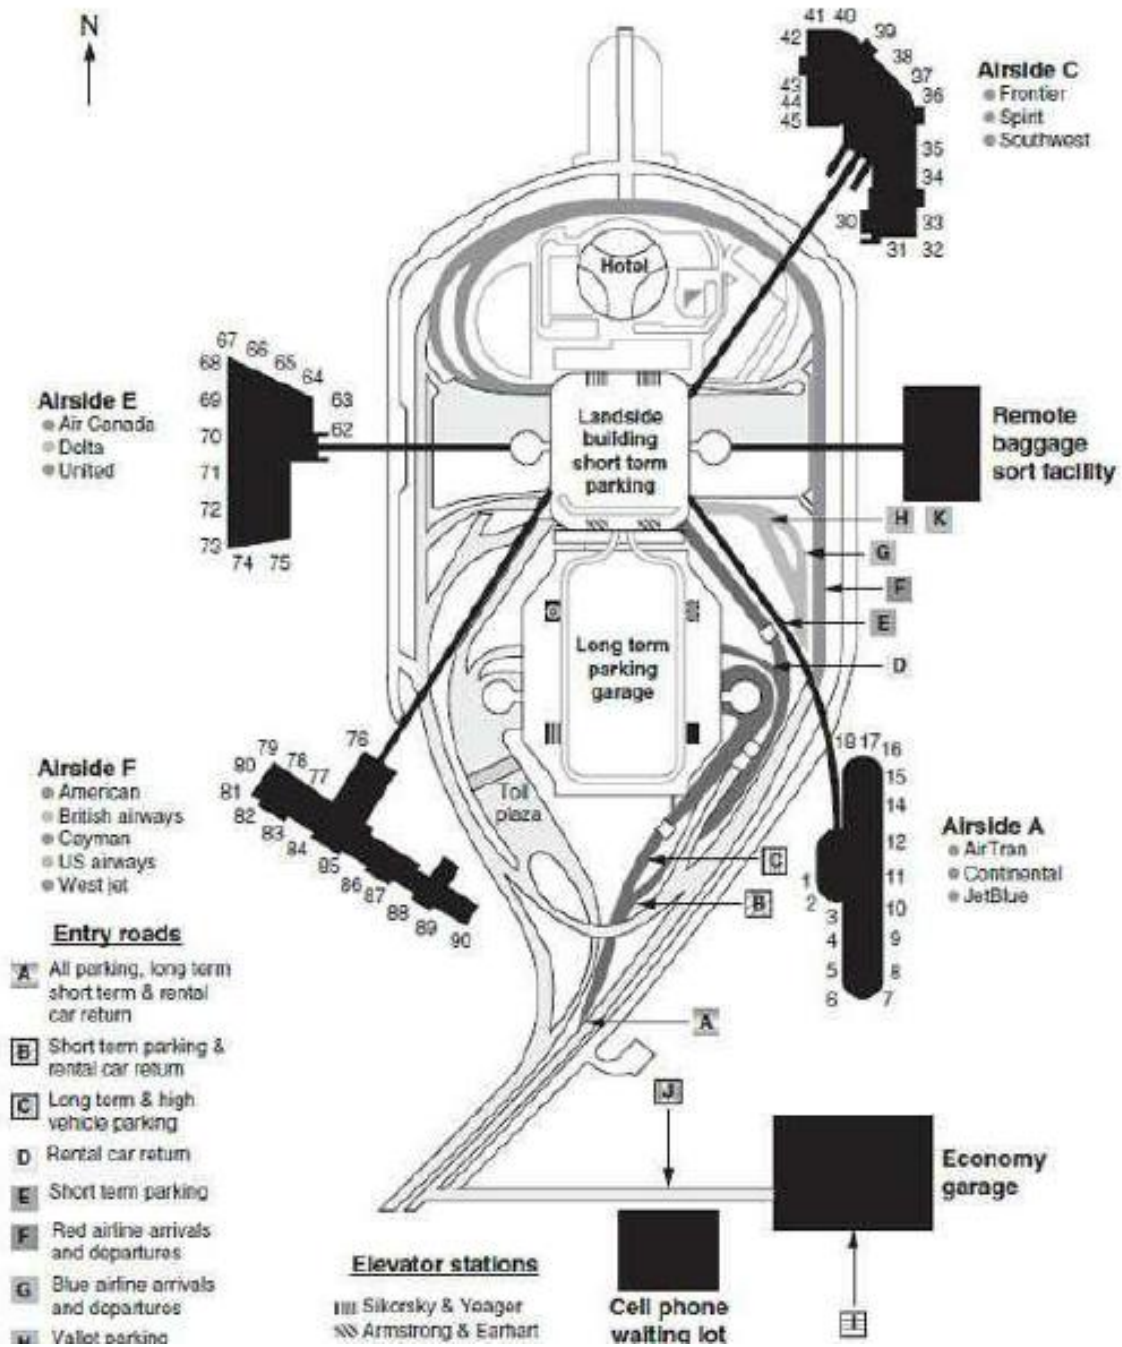 N
41 40
42
39
38
37
36
43
44
45
35
34
30
33
31 32
Airside C
Frontier
Spirit
Southwest
Hotel
67
68
66
65
64
69
63
62
70
71
72
73
74 75
Airside E
Air Canada
Delta
United
Landside
building
short term
parking
Remote
baggage
sort facility
H K
G
F
E
D
Long term
parking
garage
Toll
plaza
76
79
78
77
80
81
82
83
84
85
86
87
88
89
90
Airside F
American
British airways
Cayman
US airways
West jet
18 17 16
15
14
12
11
10
9
8
7
1
2
3
4
5
6
Airside A
AirTran
Continental
JetBlue
C
B
A
J
Entry roads
A All parking, long term
short term & rental
car return
B Short term parking &
rental car return
C Long term & high
vehicle parking
D Rental car return
E Short term parking
F Red airline arrivals
and departures
G Blue airline arrivals
and departures
H Vallet parking
Elevator stations
Sikorsky & Yeager
Armstrong & Earhart
Economy
garage
Cell phone
waiting lot
I